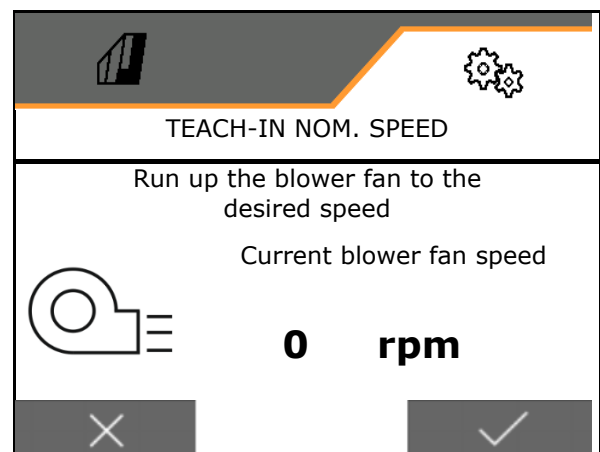 TEACH-IN NOM. SPEED
Run up the blower fan to the
desired speed
Current blower fan speed
0 rpm